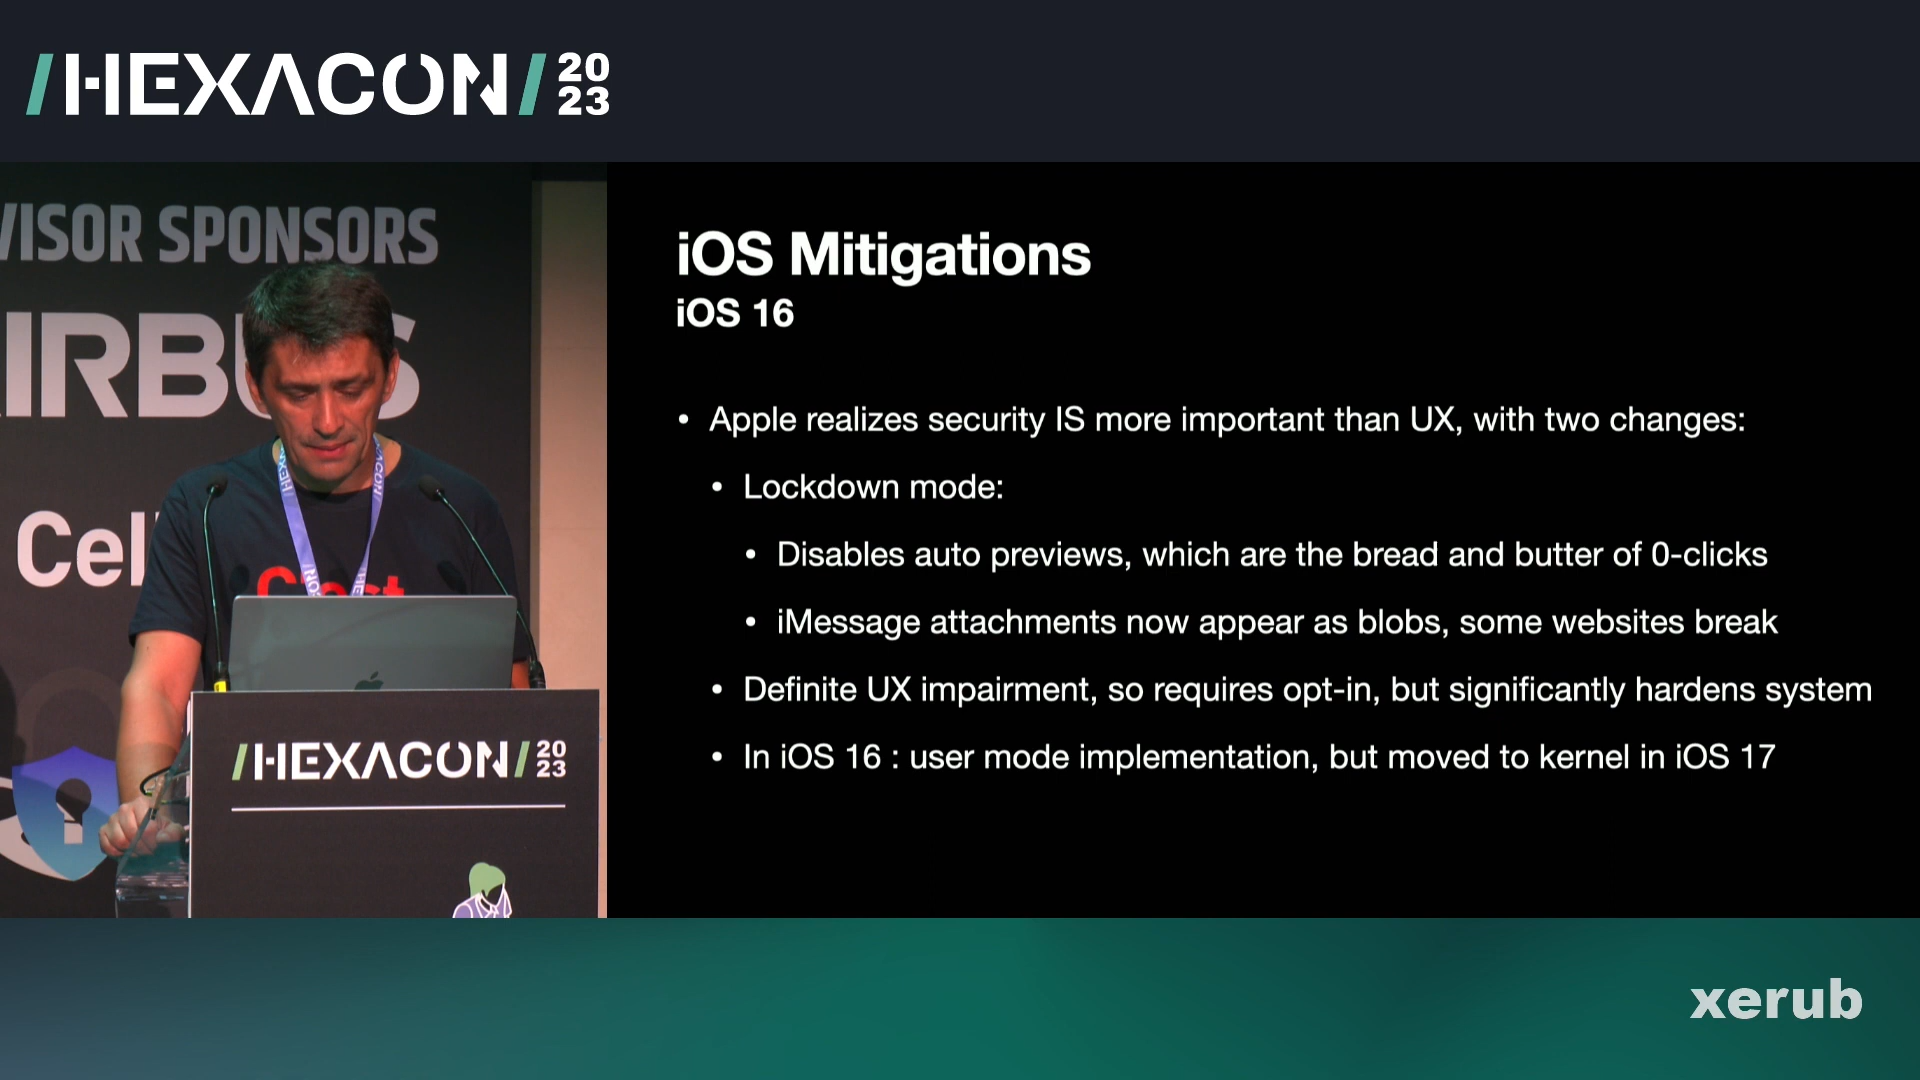 /HEXACON/ 20
23
VISOR SPONSORS
AIRBUS
Cel
HEXACON/ 20
23
iOS Mitigations
iOS 16
• Apple realizes security IS more important than UX, with two changes:
• Lockdown mode:
• Disables auto previews, which are the bread and butter of 0-clicks
• iMessage attachments now appear as blobs, some websites break
• Definite UX impairment, so requires opt-in, but significantly hardens system
• In iOS 16 : user mode implementation, but moved to kernel in iOS 17
xerub